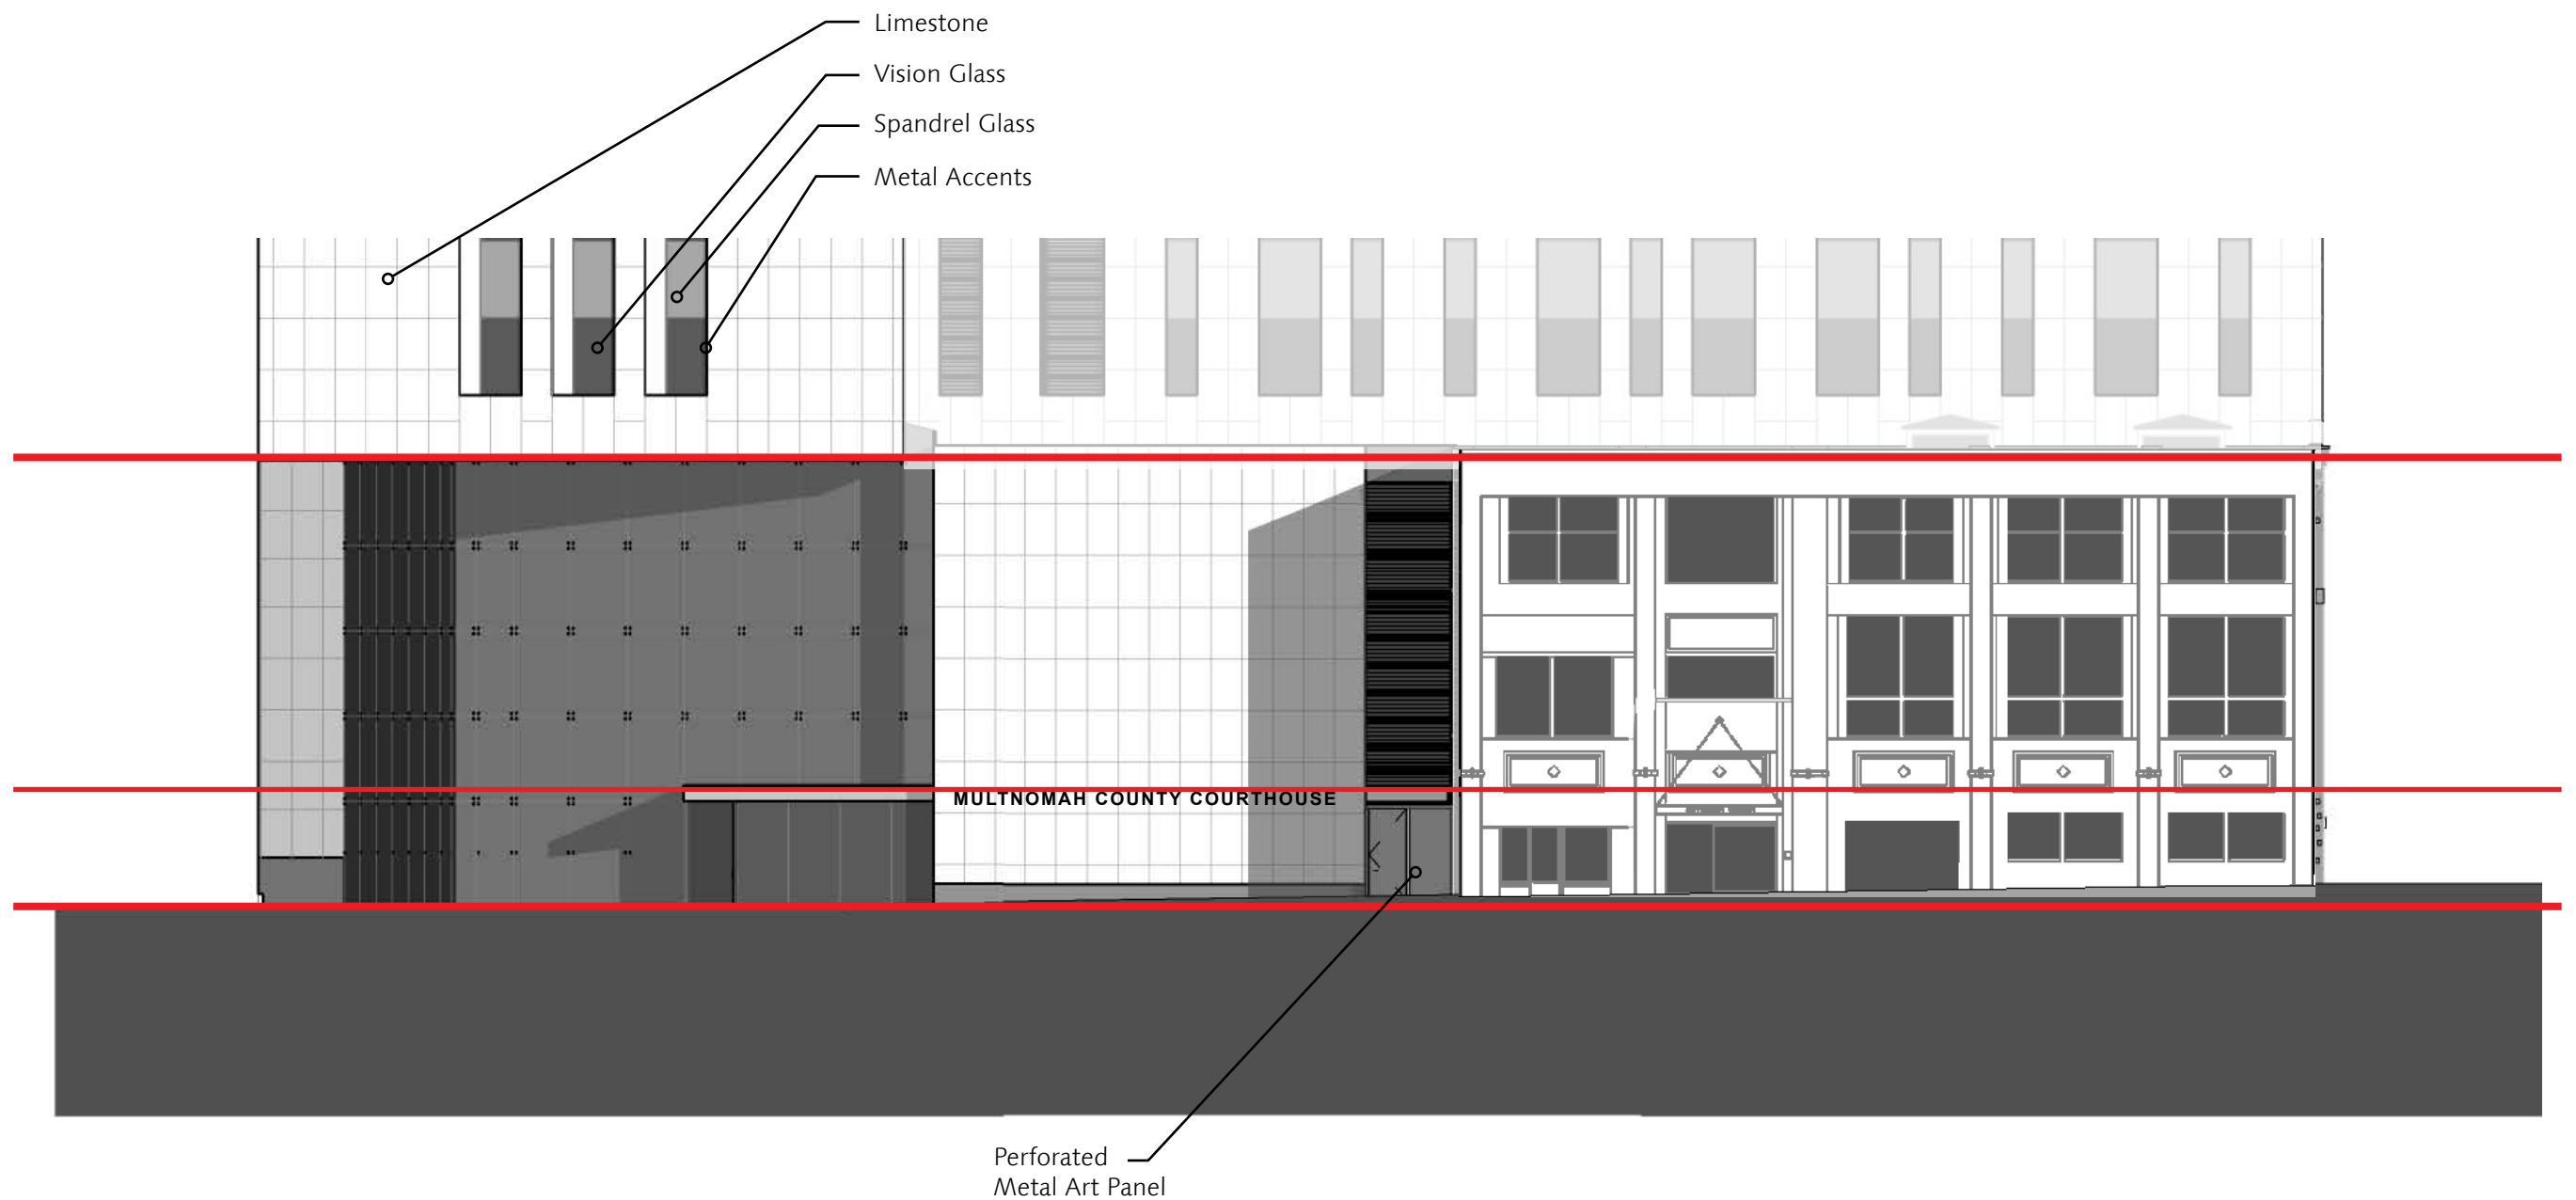 Limestone
Vision Glass
Spandrel Glass
Metal Accents
MULTNOMAH COUNTY COURTHOUSE
Perforated
Metal Art Panel